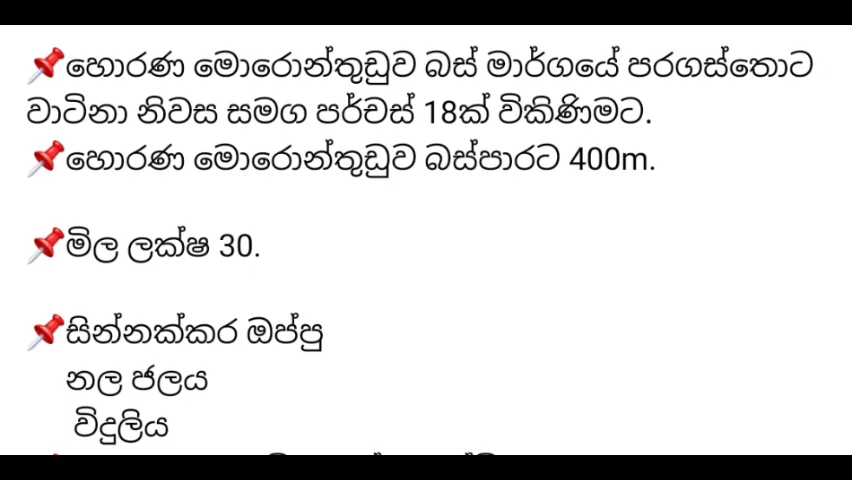 📌හොරණ මොරොන්තුඩුව බස් මාර්ගයේ පරගස්තොට
වාටිනා නිවස සමග පර්චස් 18ක් විකිණිමට.
📌හොරණ මොරොන්තුඩුව බස්පාරට 400m.
📌මිල ලක්ෂ 30.
📌සින්නක්කර ඔප්පු
නල ජලය
විදුලිය